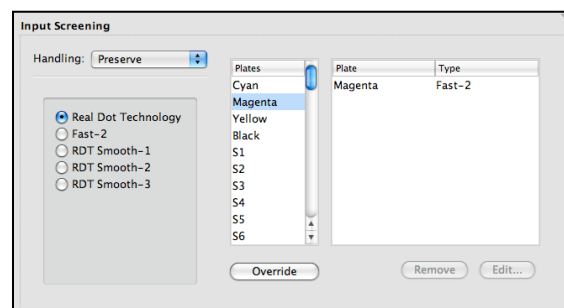 Input Screening
Handling: Preserve
Real Dot Technology
Fast-2
RDT Smooth-1
RDT Smooth-2
RDT Smooth-3
Plates
Cyan
Magenta
Yellow
Black
S1
S2
S3
S4
S5
S6
Override
Plate Type
Magenta Fast-2
Remove Edit...